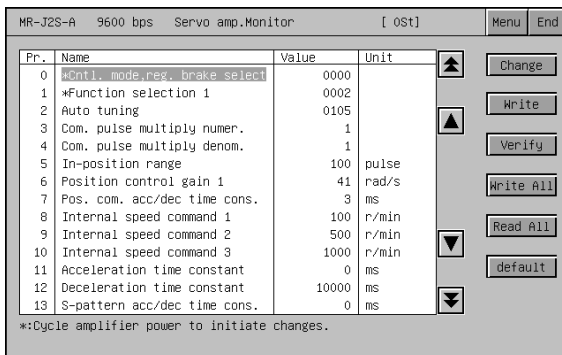 MR-J2S-A 9600 bps Servo amp.Monitor [ OSt] Menu End
Pr. Name Value Unit
0 *Cntl. mode,reg. brake select 0000
1 *Function selection 1 0002
2 Auto tuning 0105
3 Com. pulse multiply numer. 1
4 Com. pulse multiply denom. 1
5 In-position range 100 pulse
6 Position control gain 1 41 rad/s
7 Pos. com. acc/dec time cons. 3 ms
8 Internal speed command 1 100 r/min
9 Internal speed command 2 500 r/min
10 Internal speed command 3 1000 r/min
11 Acceleration time constant 0 ms
12 Deceleration time constant 10000 ms
13 S-pattern acc/dec time cons. 0 ms
Change
Write
Verify
Write All
Read All
default
*:Cycle amplifier power to initiate changes.